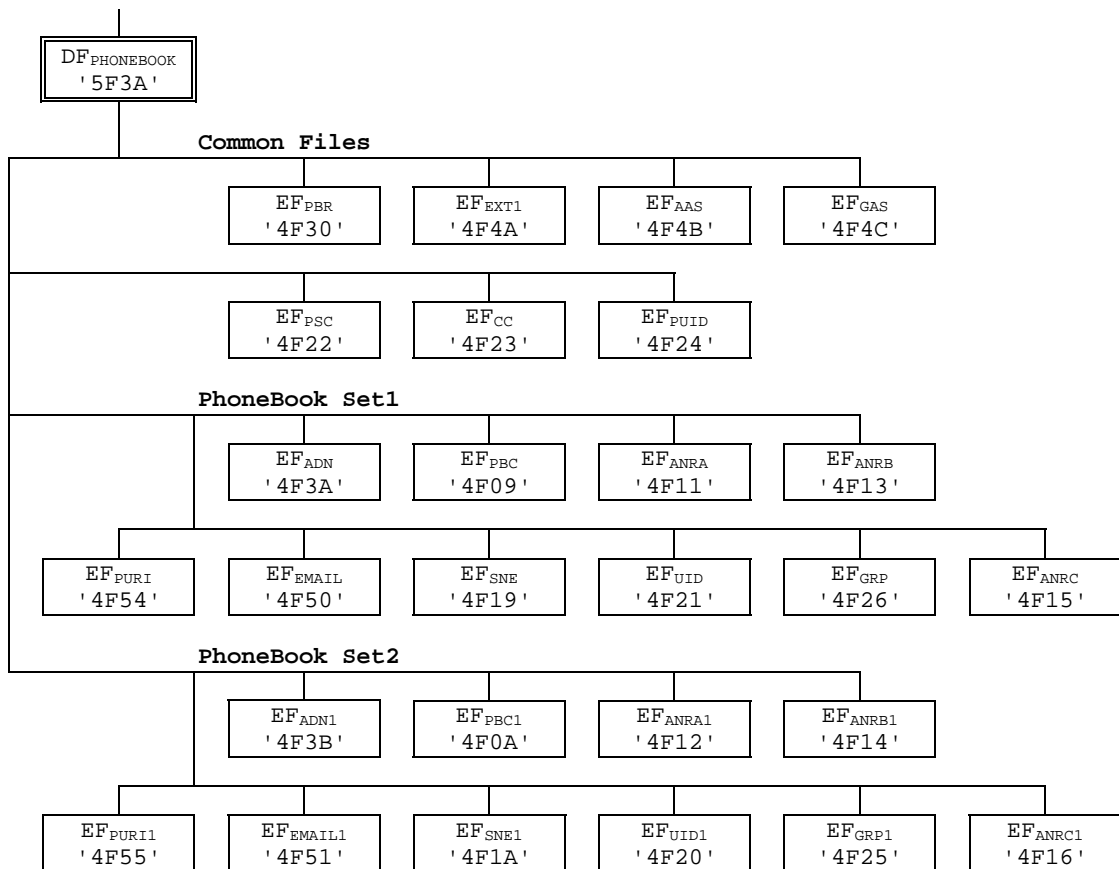 DFPHONEBOOK
'5F3A'
Common Files
EFPBR
'4F30'
EFEXT1
'4F4A'
EFAAS
'4F4B'
EFGAS
'4F4C'
EFPSC
'4F22'
EFCC
'4F23'
EFPUID
'4F24'
PhoneBook Set1
EFADN
'4F3A'
EFPBC
'4F09'
EFANRA
'4F11'
EFANRB
'4F13'
EFPURI
'4F54'
EFEMAIL
'4F50'
EFSNE
'4F19'
EFUID
'4F21'
EFGRP
'4F26'
EFANRC
'4F15'
PhoneBook Set2
EFADN1
'4F3B'
EFPBC1
'4F0A'
EFANRA1
'4F12'
EFANRB1
'4F14'
EFPURI1
'4F55'
EFEMAIL1
'4F51'
EFSNE1
'4F1A'
EFUID1
'4F20'
EFGRP1
'4F25'
EFANRC1
'4F16'